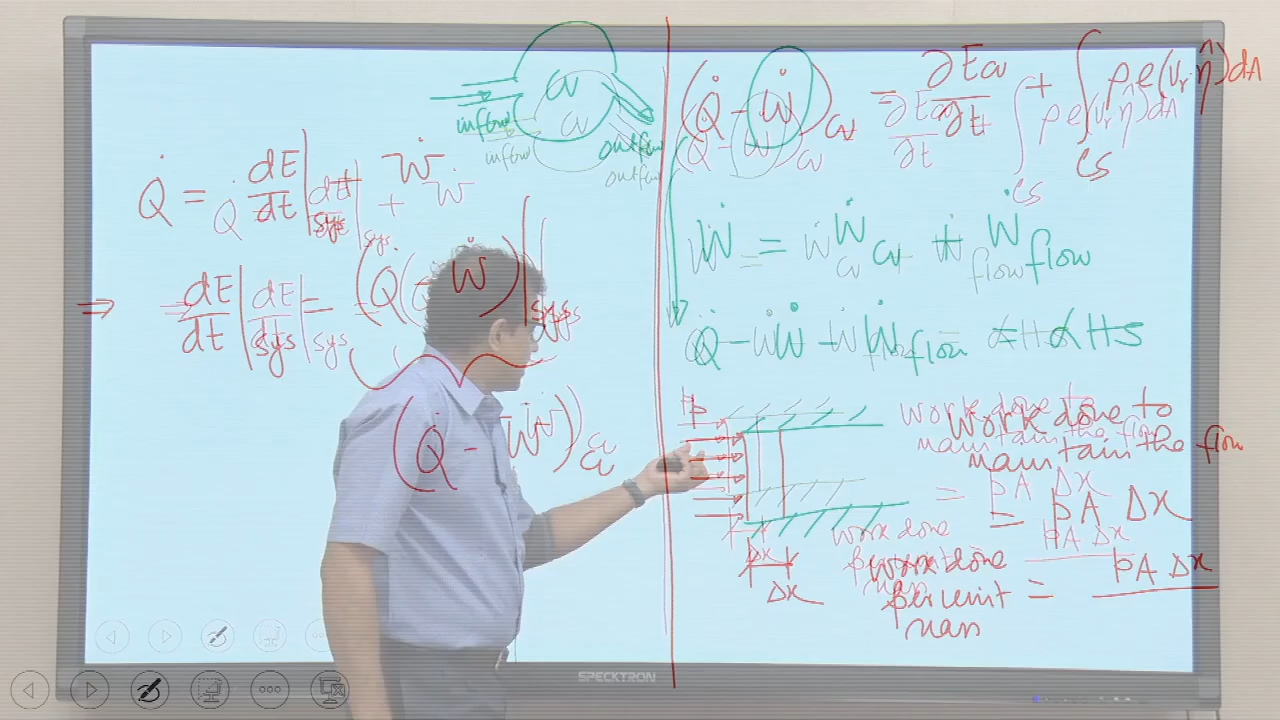 inflow
CV
outflow
Q̇ = dE/dt |sys + Ẇ
⇒ dE/dt |sys = (Q̇ - Ẇ)|sys
(Q̇ - Ẇ)cv
(Q̇ - Ẇ)cv = ∂Ecv/∂t + ∫cs ρe(vr·η̂)dA
Ẇ = Ẇcv + Ẇflow
Q̇ - Ẇ - Ẇflow = RHS
p
Δx
Work done to
maintain the flow
= pA Δx
Work done
per unit = pA Δx
mass
SPECKTRON